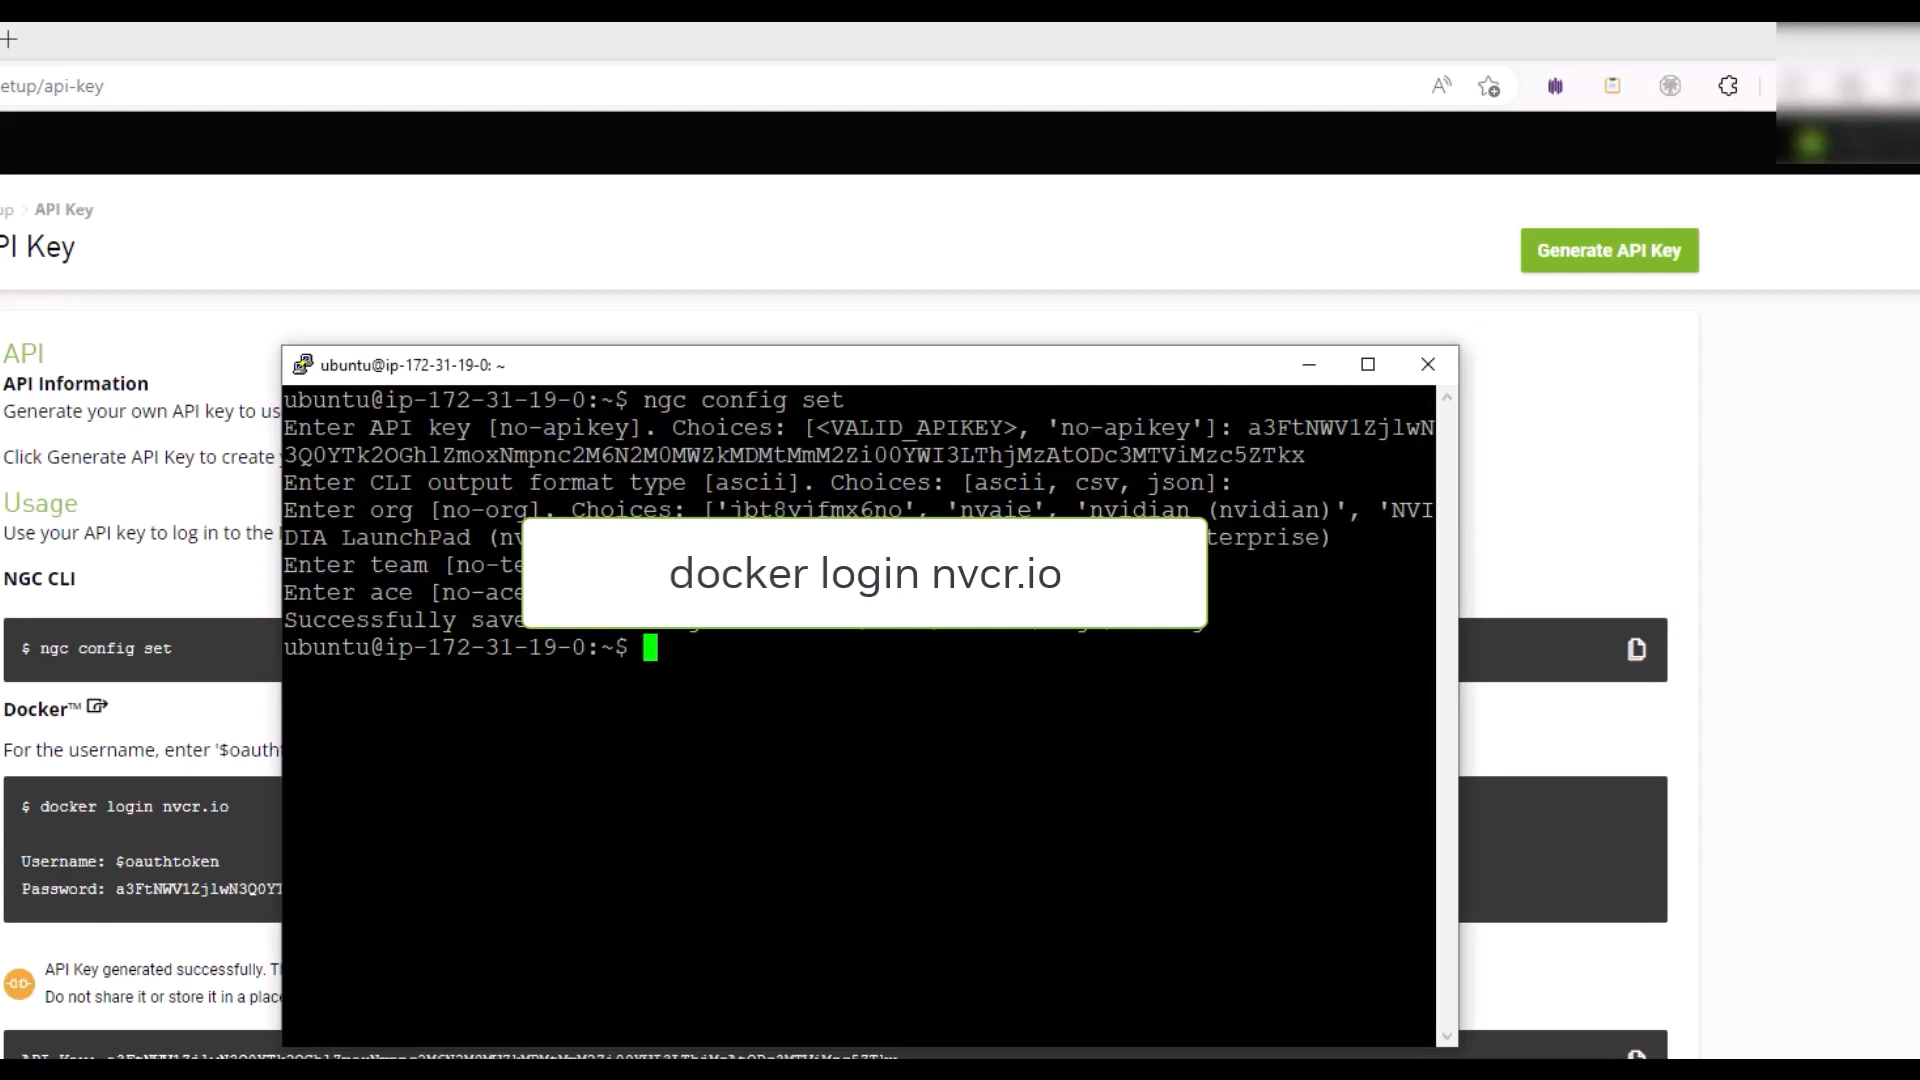 etup/api-key
up > API Key
PI Key
Generate API Key
API
API Information
Generate your own API key to us
Click Generate API Key to create
Usage
Use your API key to log in to the
NGC CLI
$ ngc config set
Docker™
For the username, enter '$oauth
$ docker login nvcr.io
Username: $oauthtoken
Password: a3FtNWV1ZjlwN3Q0YT
API Key generated successfully. T
Do not share it or store it in a place
ubuntu@ip-172-31-19-0: ~
ubuntu@ip-172-31-19-0:~$ ngc config set
Enter API key [no-apikey]. Choices: [<VALID_APIKEY>, 'no-apikey']: a3FtNWV1ZjlwN
3Q0YTk2OGhlZmoxNmpnc2M6N2M0MWZkMDMtMmM2Zi00YWI3LThjMzAtODc3MTViMzc5ZTkx
Enter CLI output format type [ascii]. Choices: [ascii, csv, json]:
Enter org [no-org]. Choices: ['jbt8yjfmx6no', 'nvaie', 'nvidian (nvidian)', 'NVI
DIA LaunchPad (nv terprise)
Enter team [no-te
Enter ace [no-ace
Successfully save
ubuntu@ip-172-31-19-0:~$
docker login nvcr.io